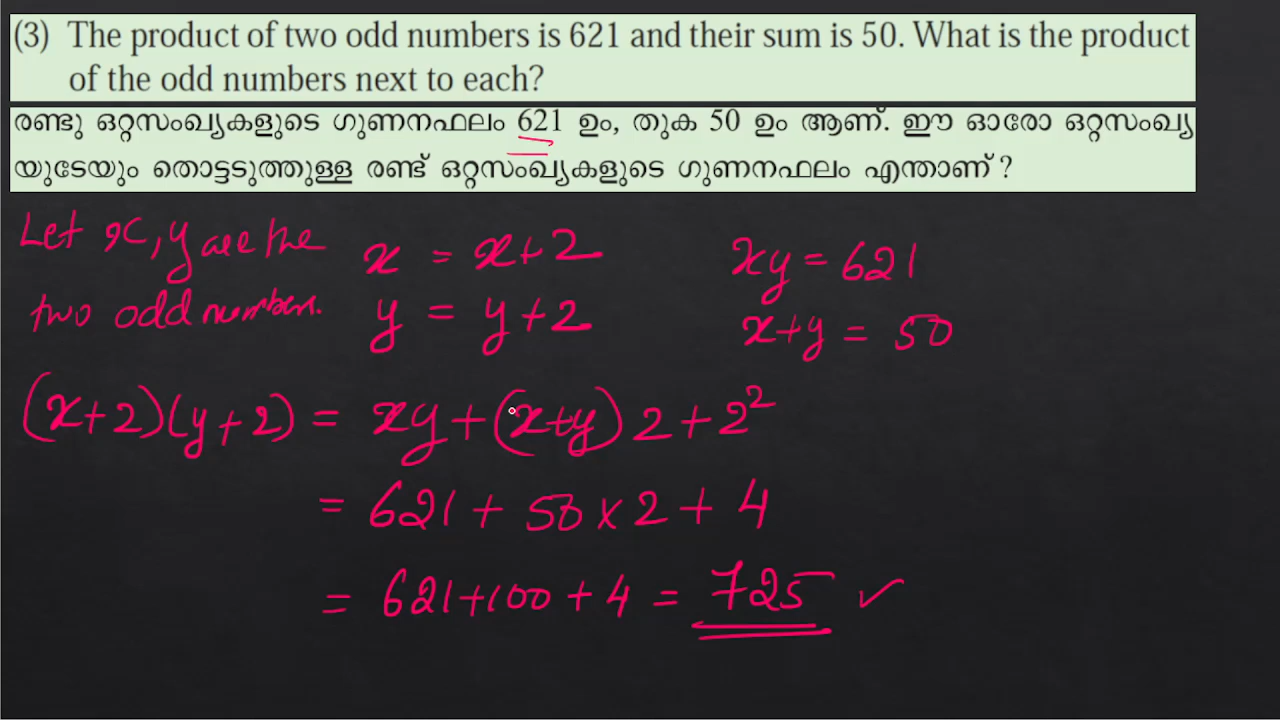 (3) The product of two odd numbers is 621 and their sum is 50. What is the product
of the odd numbers next to each?
രണ്ടു ഒറ്റസംഖ്യകളുടെ ഗുണനഫലം 621 ഉം, തുക 50 ഉം ആണ്. ഈ ഓരോ ഒറ്റസംഖ്യ
യുടേയും തൊട്ടടുത്തുള്ള രണ്ട് ഒറ്റസംഖ്യകളുടെ ഗുണനഫലം എന്താണ് ?
Let x, y are the
two odd numbers.
x = x+2
y = y+2
xy = 621
x+y = 50
(x+2)(y+2) = xy+(x+y)2+2²
= 621 + 50×2 + 4
= 621+100+4 = 725 ✓